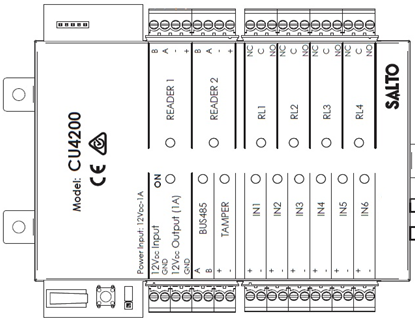 B A - + B A - + NC C NO NC C NO NC C NO NC C NO
READER 1
READER 2
RL1
RL2
RL3
RL4
SALTO
Model: CU4200
CE
ON
Power Input: 12Vcc-1A
12Vcc Input
GND
12Vcc Output (1A)
GND
BUS485
TAMPER
IN1
IN2
IN3
IN4
IN5
IN6
+ - + - A B + - + - + - + - + - + - + -